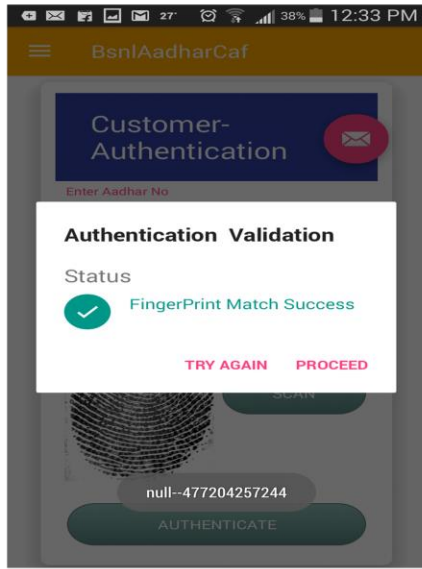 27°
38%
12:33 PM
BsnlAadharCaf
Customer-
Authentication
Enter Aadhar No
Authentication Validation
Status
FingerPrint Match Success
TRY AGAIN
PROCEED
SCAN
null--477204257244
AUTHENTICATE